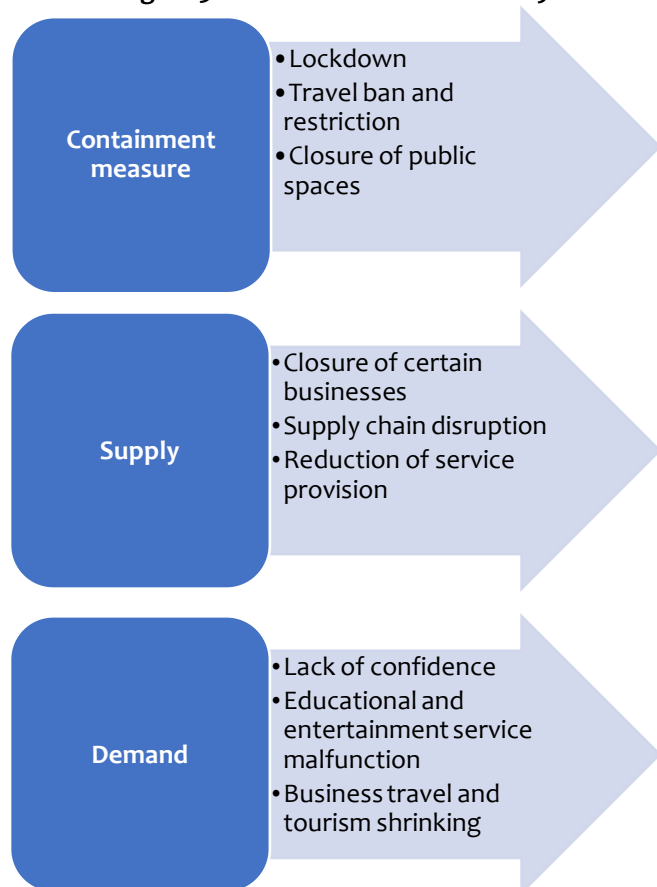 Containment
measure
•Lockdown
•Travel ban and
restriction
•Closure of public
spaces
Supply
•Closure of certain
businesses
•Supply chain disruption
•Reduction of service
provision
Demand
•Lack of confidence
•Educational and
entertainment service
malfunction
•Business travel and
tourism shrinking